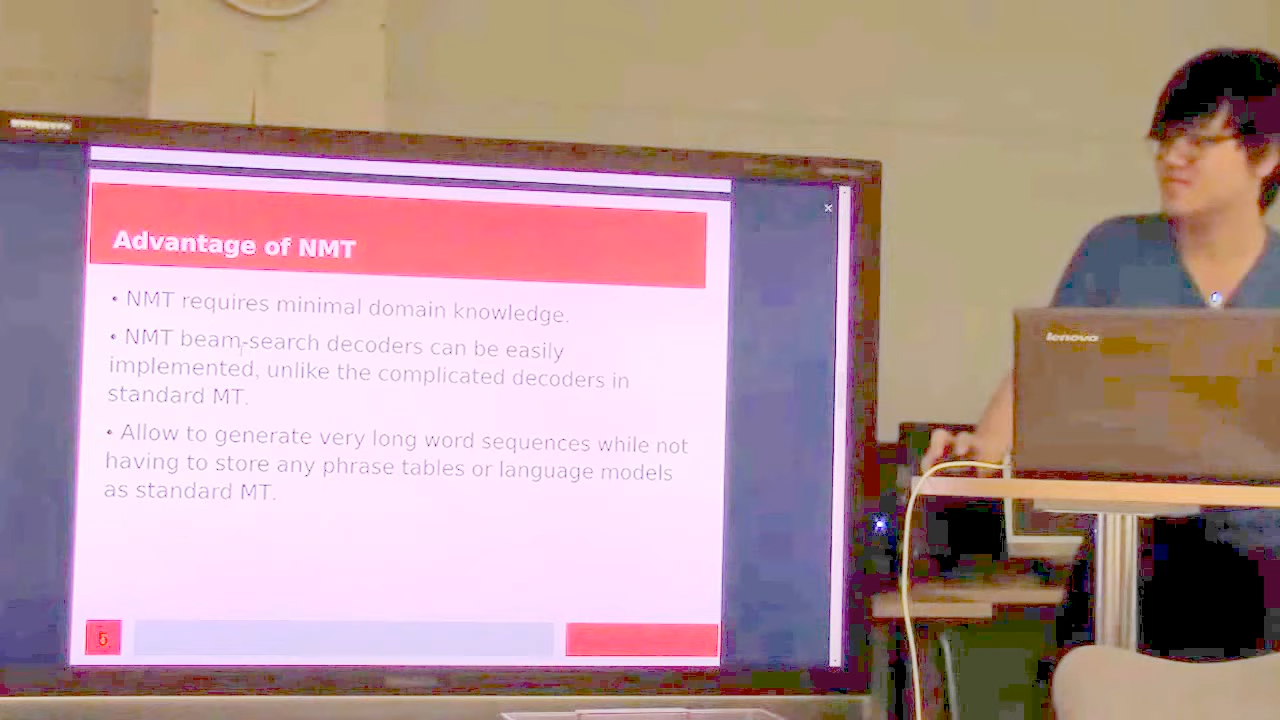 Advantage of NMT
• NMT requires minimal domain knowledge.
• NMT beam-search decoders can be easily
implemented, unlike the complicated decoders in
standard MT.
• Allow to generate very long word sequences while not
having to store any phrase tables or language models
as standard MT.
5
lenovo